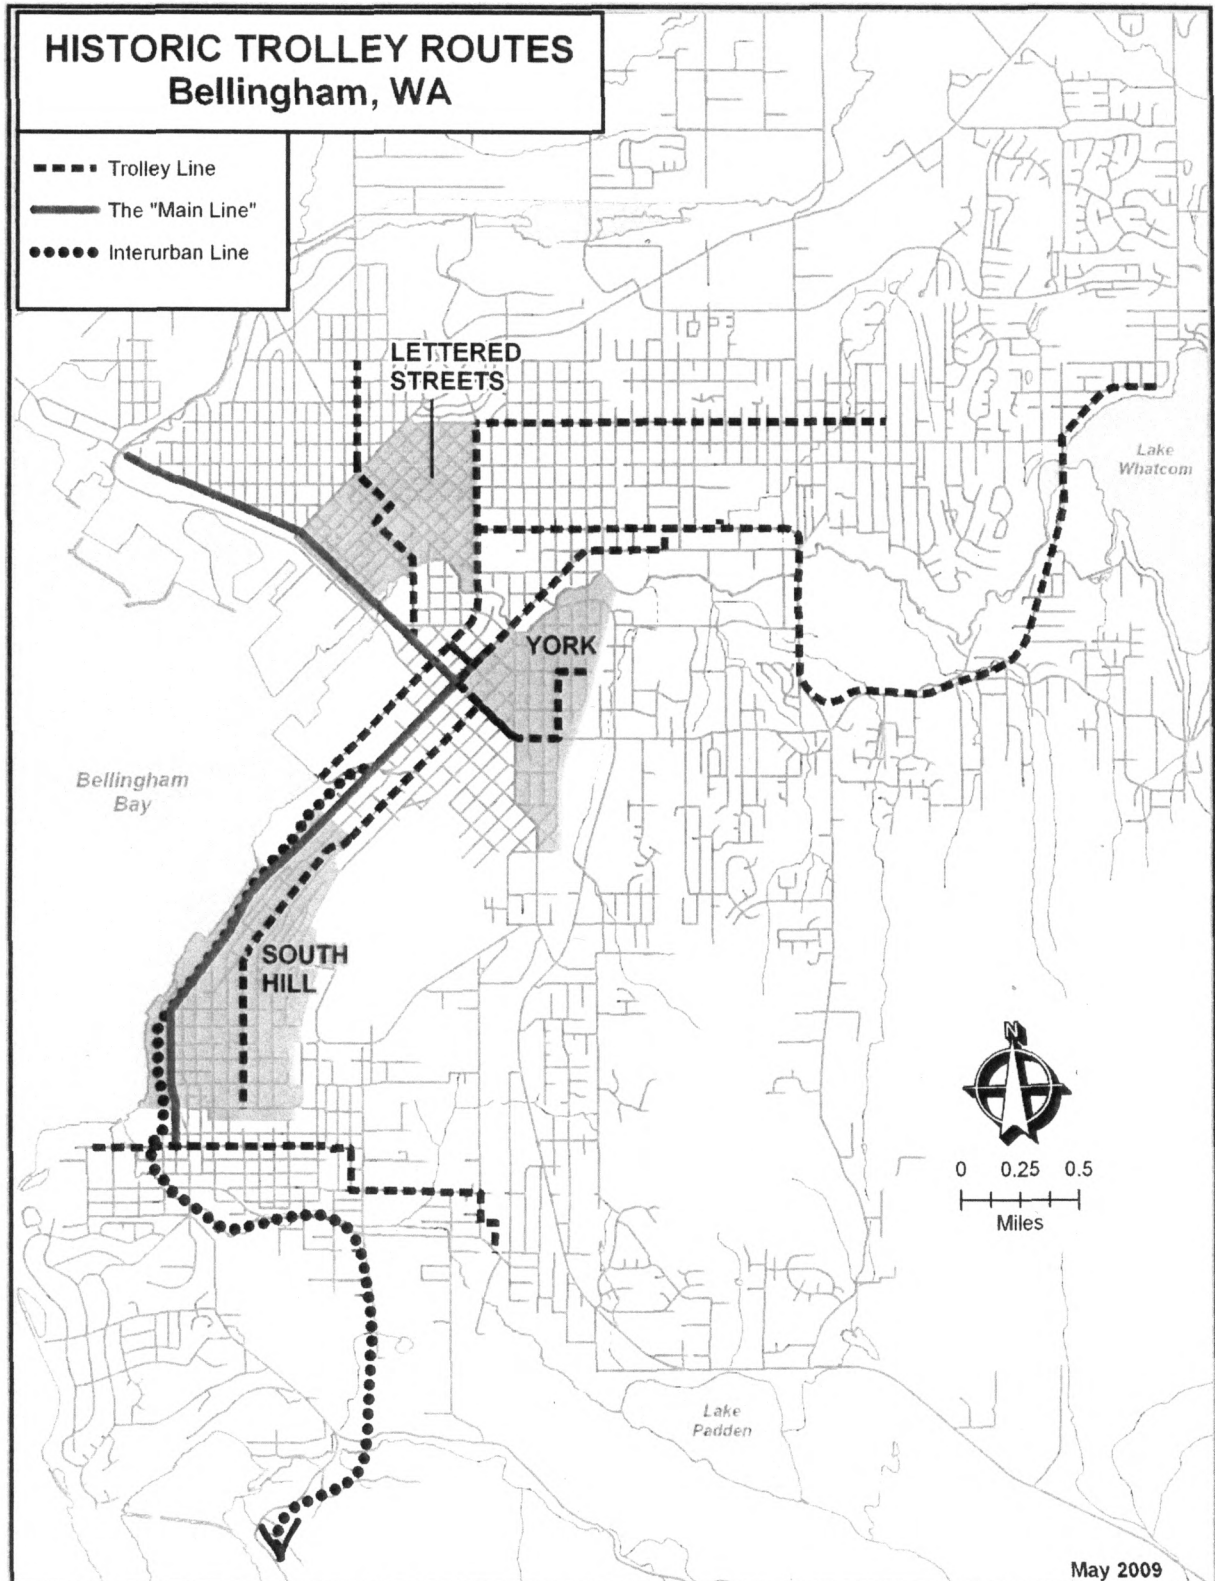 HISTORIC TROLLEY ROUTES
Bellingham, WA
Trolley Line
The "Main Line"
Interurban Line
LETTERED
STREETS
Lake
Whatcom
YORK
Bellingham
Bay
SOUTH
HILL
N
0 0.25 0.5
Miles
Lake
Padden
May 2009